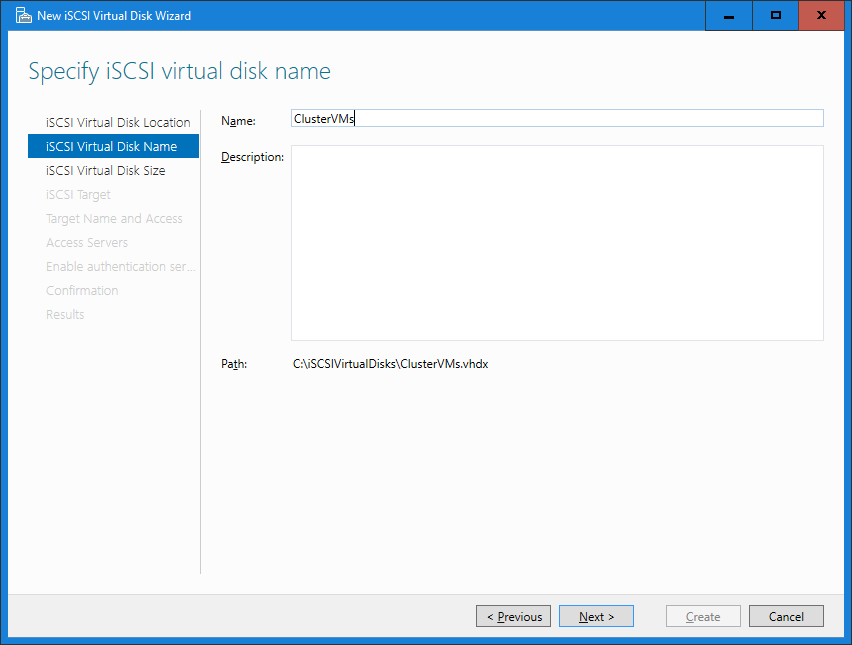 New iSCSI Virtual Disk Wizard
Specify iSCSI virtual disk name
iSCSI Virtual Disk Location
iSCSI Virtual Disk Name
iSCSI Virtual Disk Size
iSCSI Target
Target Name and Access
Access Servers
Enable authentication ser...
Confirmation
Results
Name: ClusterVMs
Description:
Path: C:\iSCSIVirtualDisks\ClusterVMs.vhdx
< Previous Next > Create Cancel